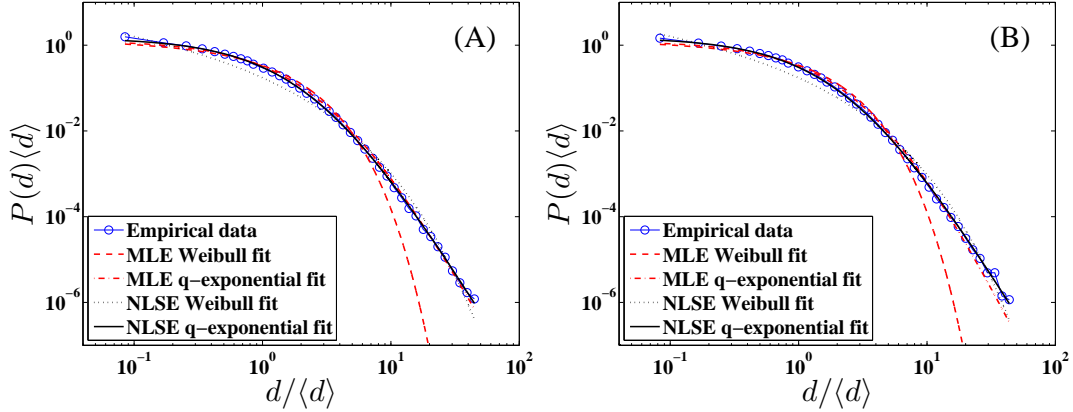 (A)
P(d)⟨d⟩
10^0
10^-2
10^-4
10^-6
Empirical data
MLE Weibull fit
MLE q−exponential fit
NLSE Weibull fit
NLSE q−exponential fit
10^-1
10^0
10^1
10^2
d/⟨d⟩
(B)
P(d)⟨d⟩
10^0
10^-2
10^-4
10^-6
Empirical data
MLE Weibull fit
MLE q−exponential fit
NLSE Weibull fit
NLSE q−exponential fit
10^-1
10^0
10^1
10^2
d/⟨d⟩